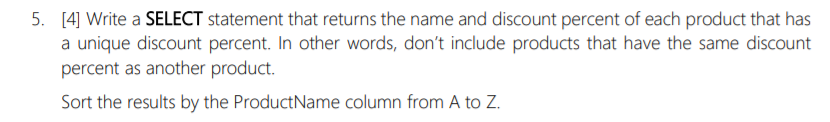 5. [4] Write a SELECT statement that returns the name and discount percent of each product that has
a unique discount percent. In other words, don't include products that have the same discount
percent as another product.
Sort the results by the ProductName column from A to Z.